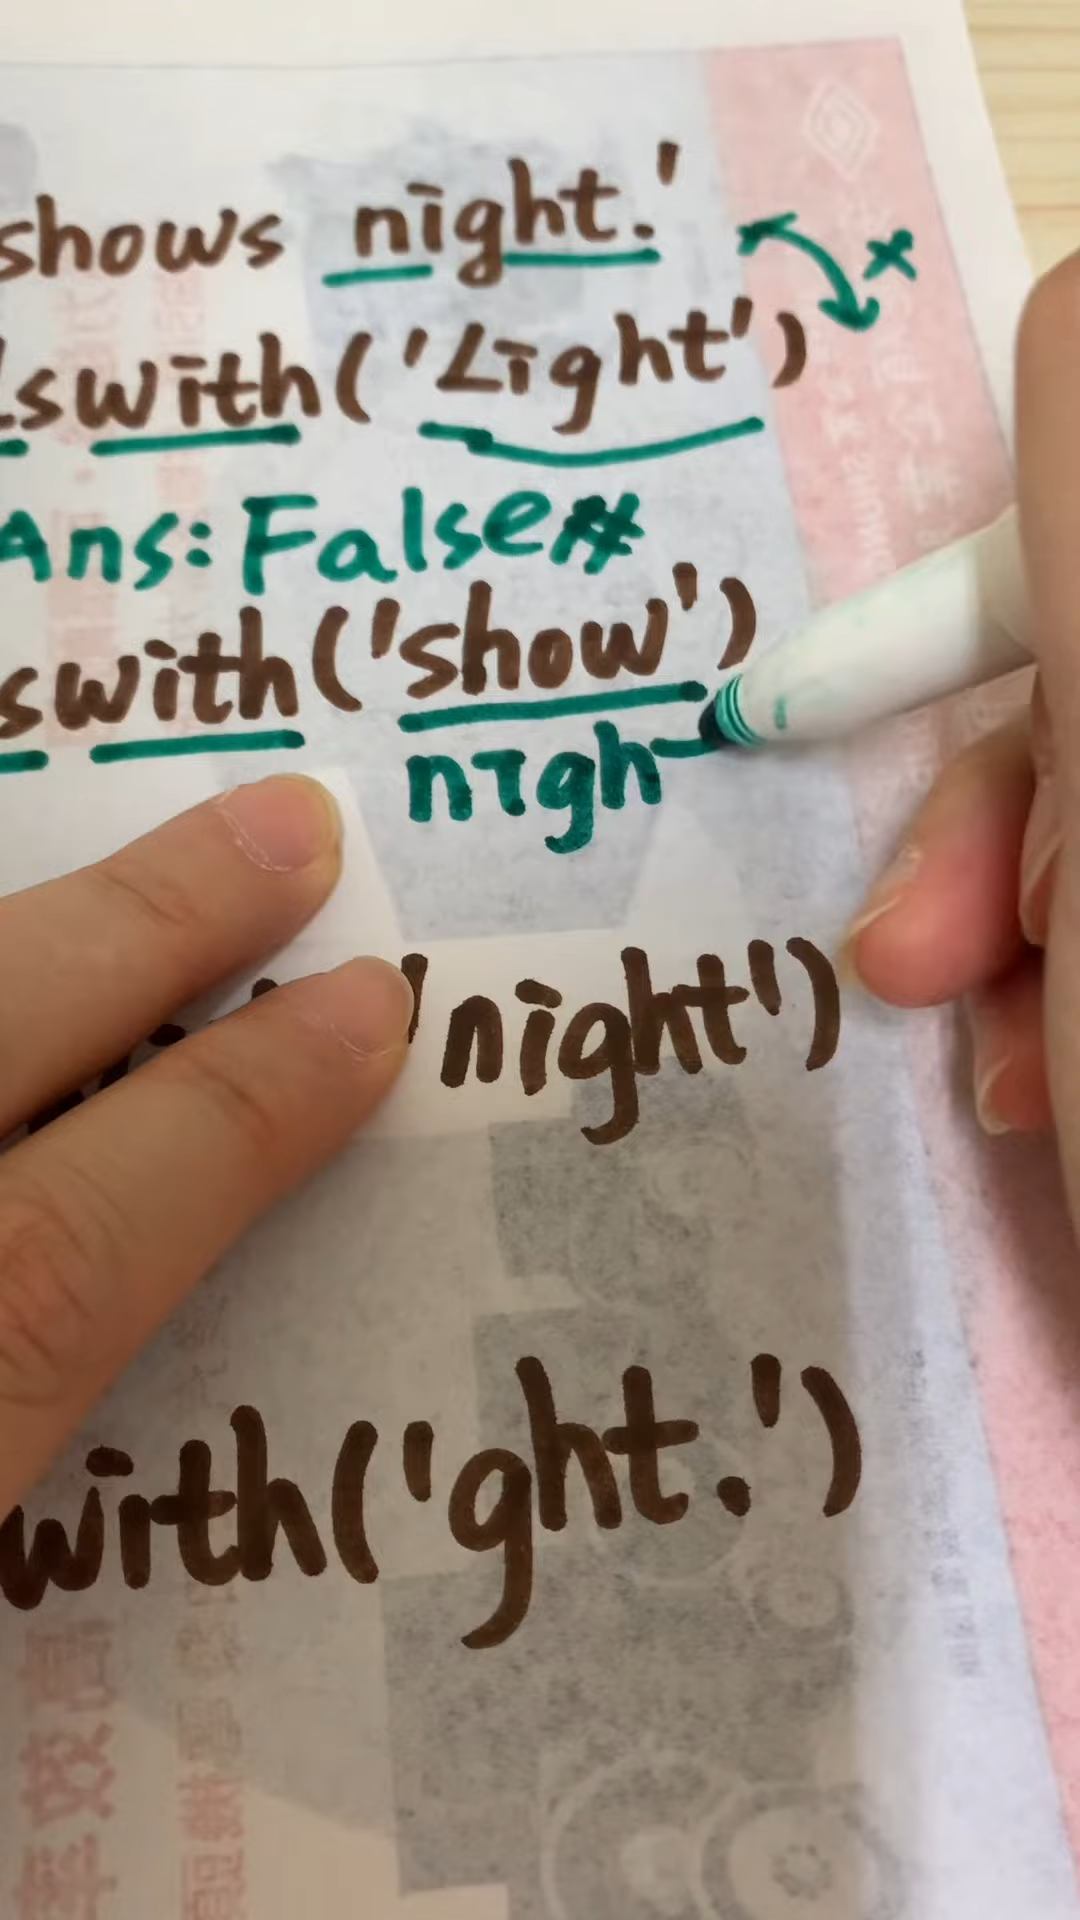 shows night.'
swith('Light')
Ans: False #
swith('show')
nigh
'night')
with('ght.')